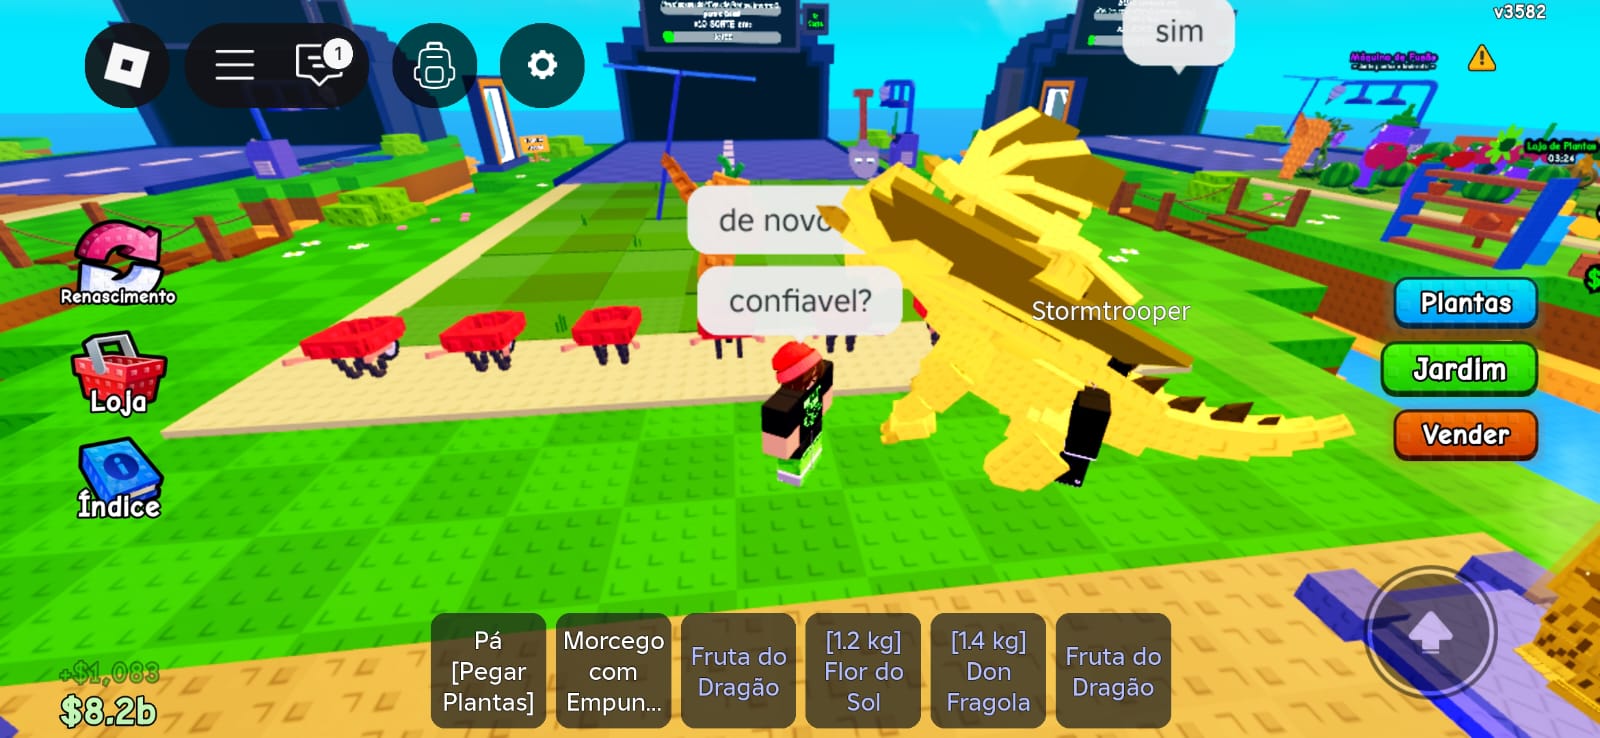 v3582
sim
1
Máquina de Fusão
Loja de Plantas
03:24
de novo
confiavel?
Stormtrooper
Renascimento
Loja
Índice
Plantas
Jardim
Vender
Pá
[Pegar
Plantas]
Morcego
com
Empun...
Fruta do
Dragão
[1.2 kg]
Flor do
Sol
[1.4 kg]
Don
Fragola
Fruta do
Dragão
+$1,083
$8.2b